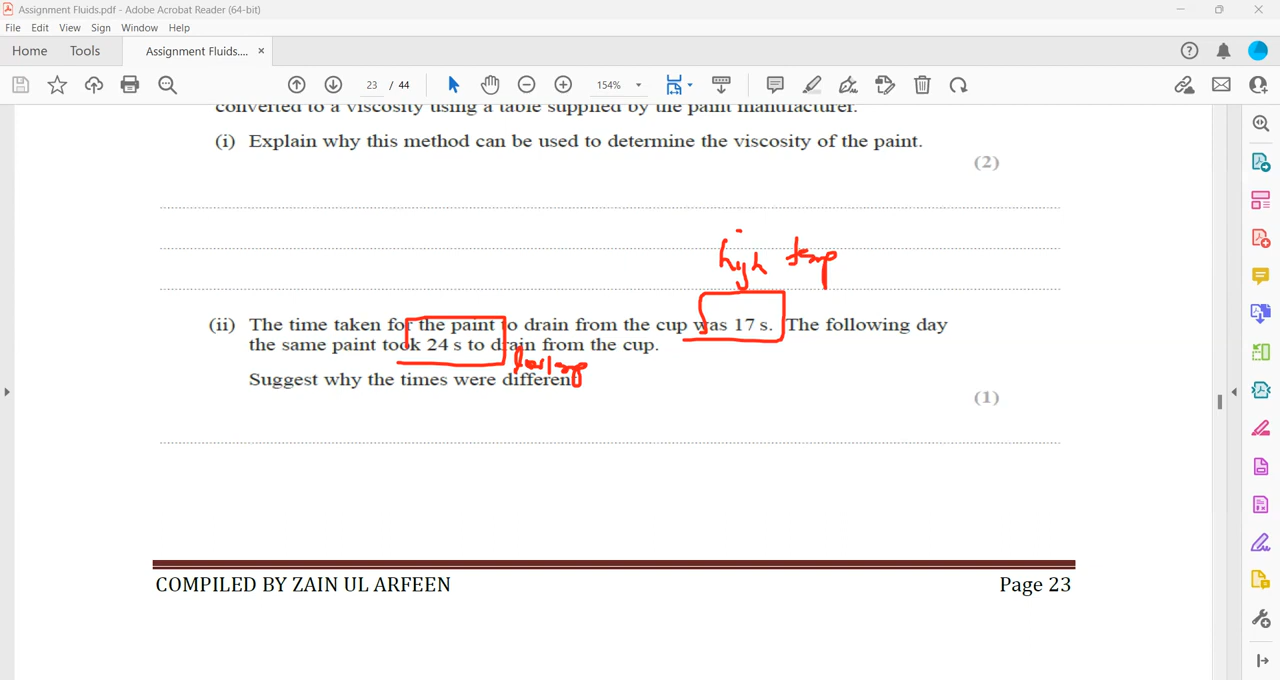 Assignment Fluids.pdf - Adobe Acrobat Reader (64-bit)
File Edit View Sign Window Help
Home Tools Assignment Fluids.... ×
23 / 44 154%
converted to a viscosity using a table supplied by the paint manufacturer.
(i) Explain why this method can be used to determine the viscosity of the paint.
(2)
high temp
(ii) The time taken for the paint to drain from the cup was 17 s. The following day
the same paint took 24 s to drain from the cup.
low temp
Suggest why the times were different
(1)
COMPILED BY ZAIN UL ARFEEN Page 23